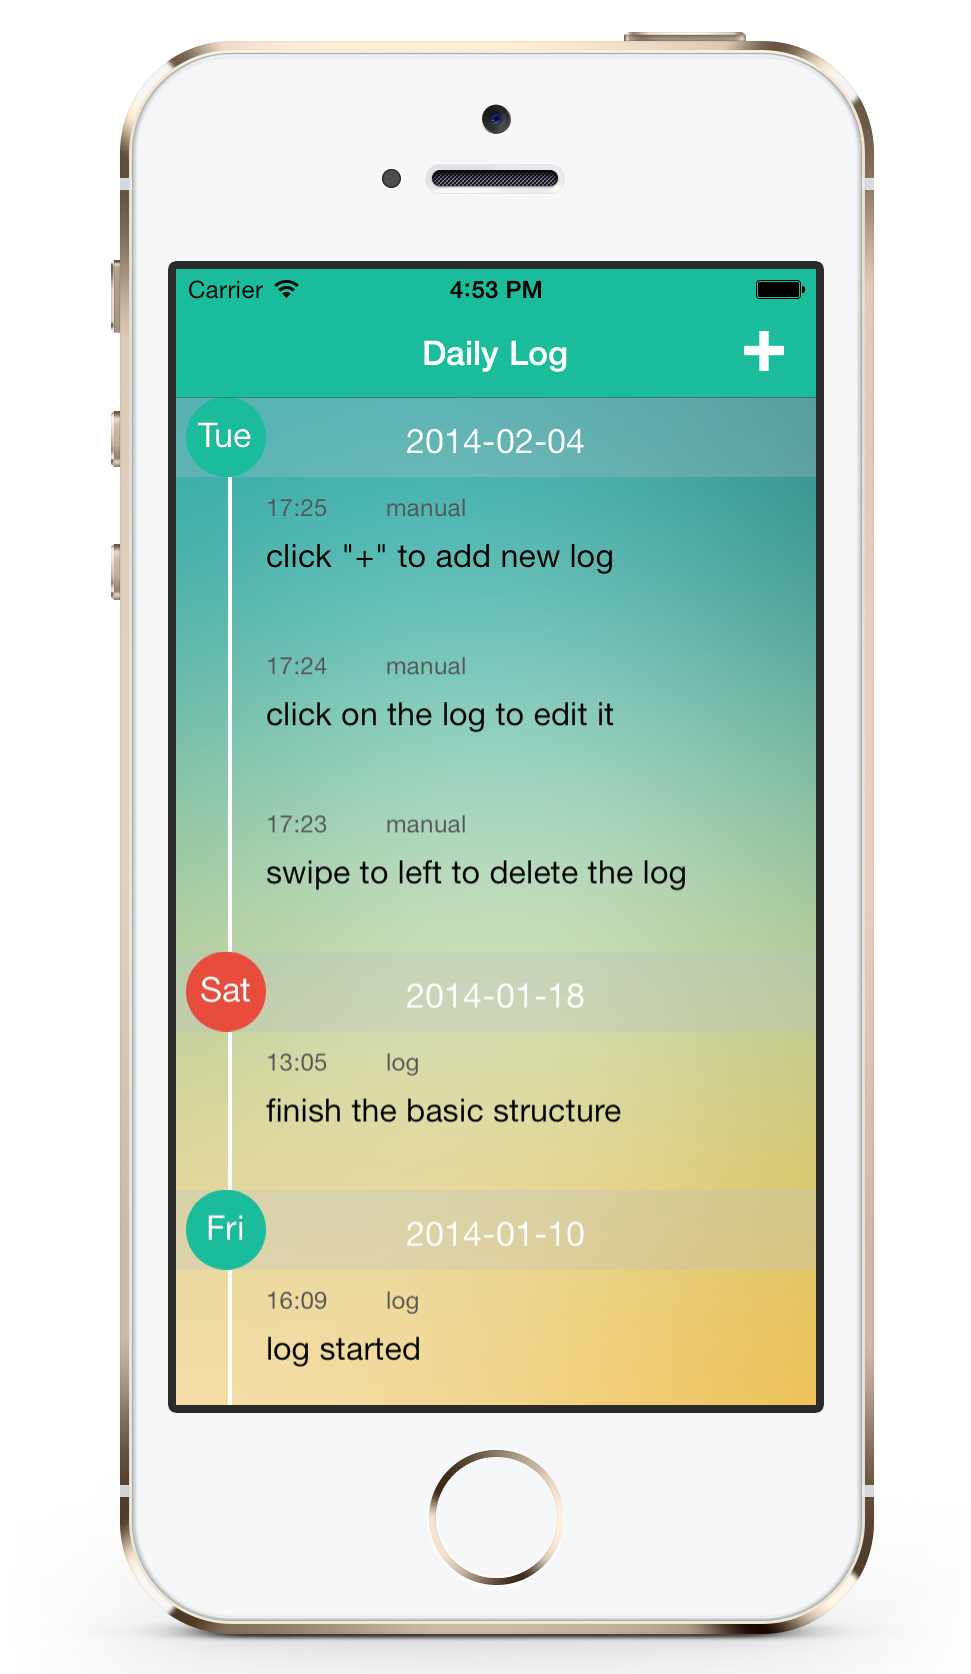 Carrier 4:53 PM
Daily Log +
Tue 2014-02-04
17:25 manual
click "+" to add new log
17:24 manual
click on the log to edit it
17:23 manual
swipe to left to delete the log
Sat 2014-01-18
13:05 log
finish the basic structure
Fri 2014-01-10
16:09 log
log started